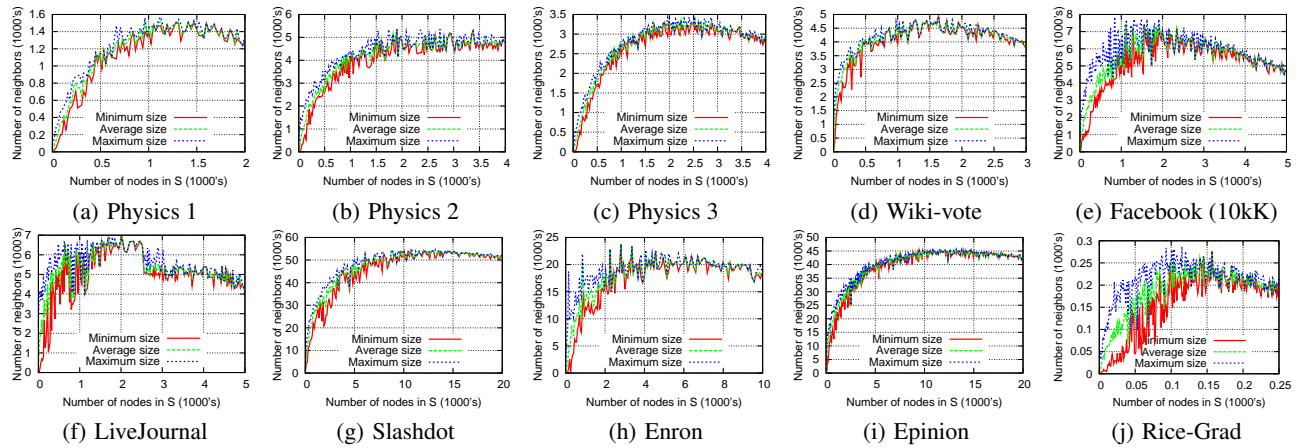 Number of neighbors (1000's)
1.6
1.4
1.2
1
0.8
0.6
0.4
0.2
0
Minimum size
Average size
Maximum size
0 0.5 1 1.5 2
Number of nodes in S (1000's)
(a) Physics 1
Number of neighbors (1000's)
6
5
4
3
2
1
0
Minimum size
Average size
Maximum size
0 0.5 1 1.5 2 2.5 3 3.5 4
Number of nodes in S (1000's)
(b) Physics 2
Number of neighbors (1000's)
3.5
3
2.5
2
1.5
1
0.5
0
Minimum size
Average size
Maximum size
0 0.5 1 1.5 2 2.5 3 3.5 4
Number of nodes in S (1000's)
(c) Physics 3
Number of neighbors (1000's)
5
4.5
4
3.5
3
2.5
2
1.5
1
0.5
0
Minimum size
Average size
Maximum size
0 0.5 1 1.5 2 2.5 3
Number of nodes in S (1000's)
(d) Wiki-vote
Number of neighbors (1000's)
8
7
6
5
4
3
2
1
0
Minimum size
Average size
Maximum size
0 1 2 3 4 5
Number of nodes in S (1000's)
(e) Facebook (10kK)
Number of neighbors (1000's)
7
6
5
4
3
2
1
0
Minimum size
Average size
Maximum size
0 1 2 3 4 5
Number of nodes in S (1000's)
(f) LiveJournal
Number of neighbors (1000's)
60
50
40
30
20
10
0
Minimum size
Average size
Maximum size
0 5 10 15 20
Number of nodes in S (1000's)
(g) Slashdot
Number of neighbors (1000's)
25
20
15
10
5
0
Minimum size
Average size
Maximum size
0 2 4 6 8 10
Number of nodes in S (1000's)
(h) Enron
Number of neighbors (1000's)
50
45
40
35
30
25
20
15
10
5
0
Minimum size
Average size
Maximum size
0 5 10 15 20
Number of nodes in S (1000's)
(i) Epinion
Number of neighbors (1000's)
0.3
0.25
0.2
0.15
0.1
0.05
0
Minimum size
Average size
Maximum size
0 0.05 0.1 0.15 0.2 0.25
Number of nodes in S (1000's)
(j) Rice-Grad